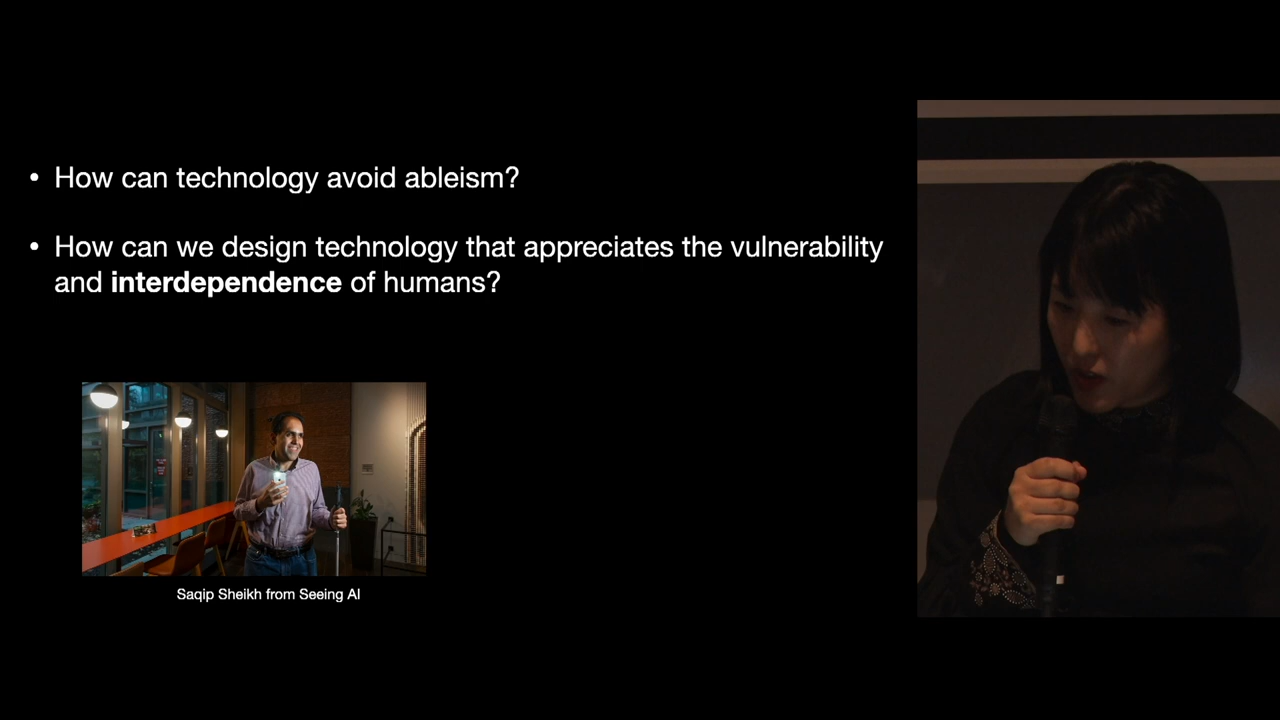 • How can technology avoid ableism?
• How can we design technology that appreciates the vulnerability
and interdependence of humans?
Saqip Sheikh from Seeing AI